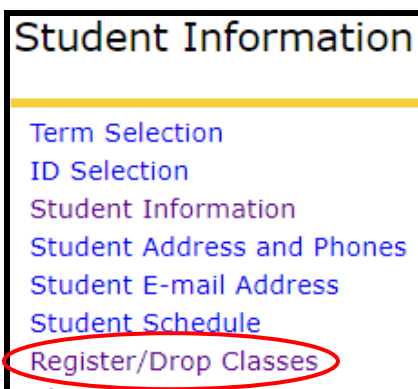 Student Information
Term Selection
ID Selection
Student Information
Student Address and Phones
Student E-mail Address
Student Schedule
Register/Drop Classes